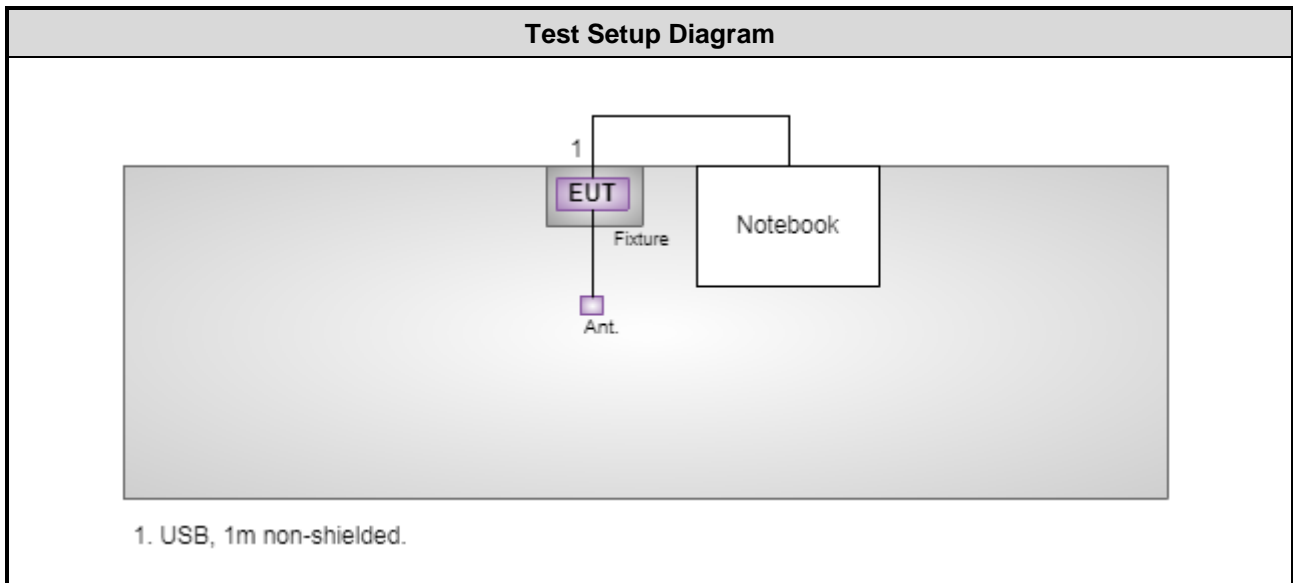 Test Setup Diagram
1
EUT
Fixture
Notebook
Ant.
1. USB, 1m non-shielded.